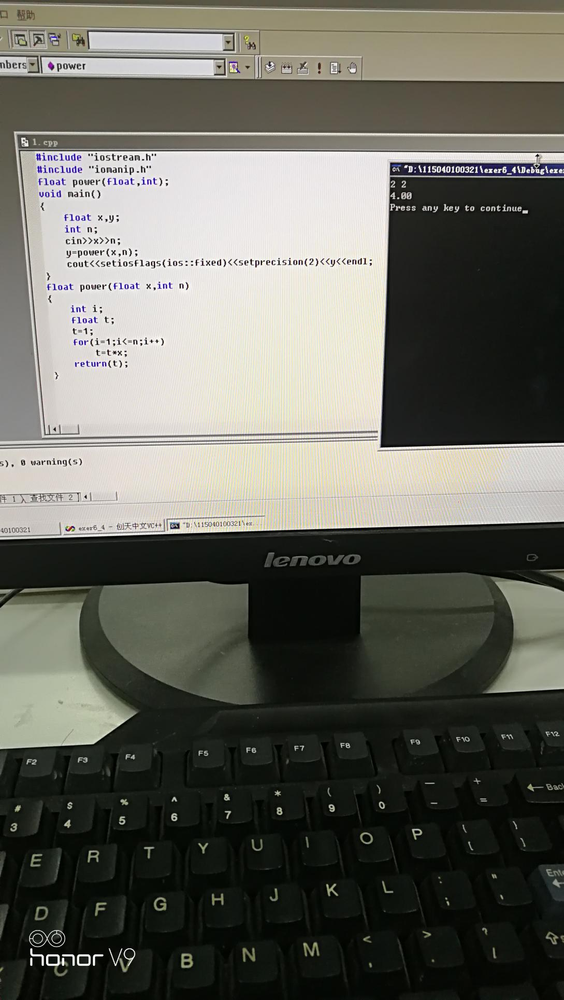 口 帮助
mbers power
1.cpp
#include "iostream.h"
#include "iomanip.h"
float power(float,int);
void main()
{
float x,y;
int n;
cin>>x>>n;
y=power(x,n);
cout<<setiosflags(ios::fixed)<<setprecision(2)<<y<<endl;
}
float power(float x,int n)
{
int i;
float t;
t=1;
for(i=1;i<=n;i++)
t=t*x;
return(t);
}
"D:\115040100321\exer6_4\Debug\exe
2 2
4.00
Press any key to continue
s), 0 warning(s)
件 1 查找文件 2
40100321 exer6_4 - 创天中文VC++ "D:\115040100321\ex...
lenovo
F2 F3 F4 F5 F6 F7 F8 F9 F10 F11 F12
# $ % ^ & * ( ) — +
3 4 5 6 7 8 9 0 - = Back
E R T Y U I O P { }
[ ]
D F G H J K L : "
; ' Ente
C V B N M < > ?
, . /
honor V9